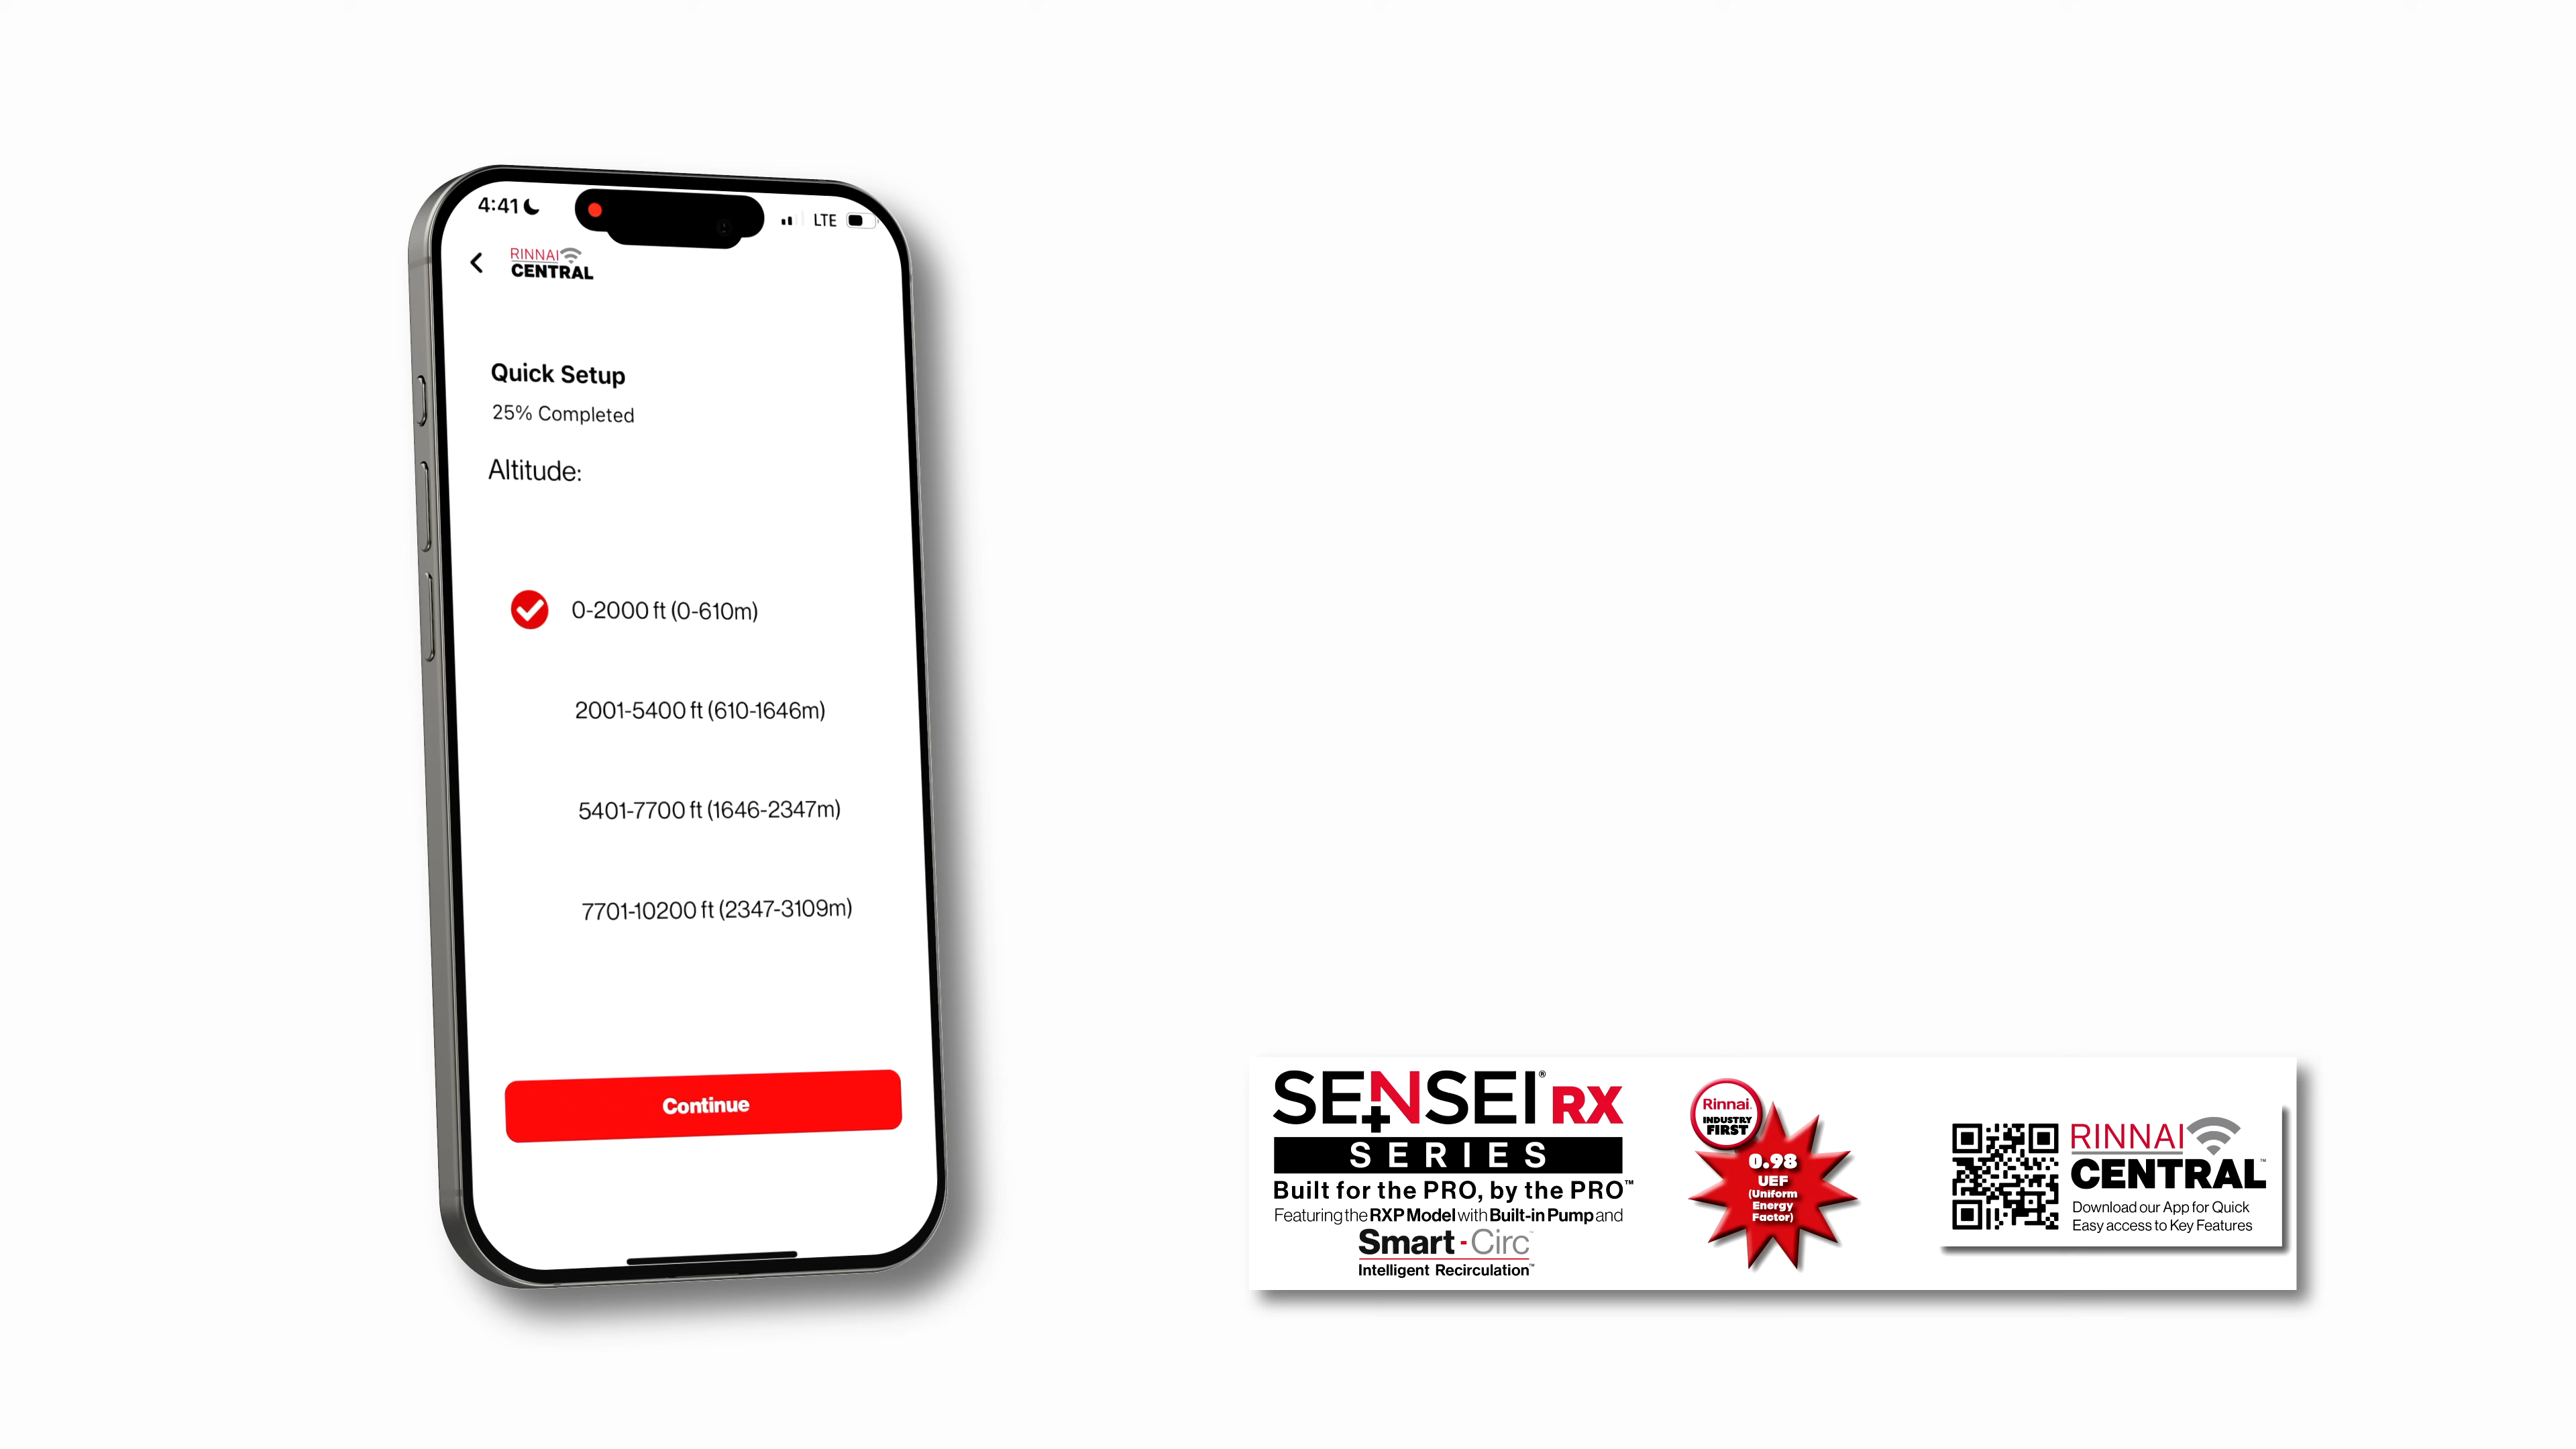 4:41
LTE
RINNAI
CENTRAL
Quick Setup
25% Completed
Altitude:
0-2000 ft (0-610m)
2001-5400 ft (610-1646m)
5401-7700 ft (1646-2347m)
7701-10200 ft (2347-3109m)
Continue
SENSEI® RX
SERIES
Built for the PRO, by the PRO™
Featuring the RXP Model with Built-in Pump and
Smart-Circ™
Intelligent Recirculation™
Rinnai
INDUSTRY
FIRST
0.98
UEF
(Uniform
Energy
Factor)
RINNAI
CENTRAL™
Download our App for Quick
Easy access to Key Features